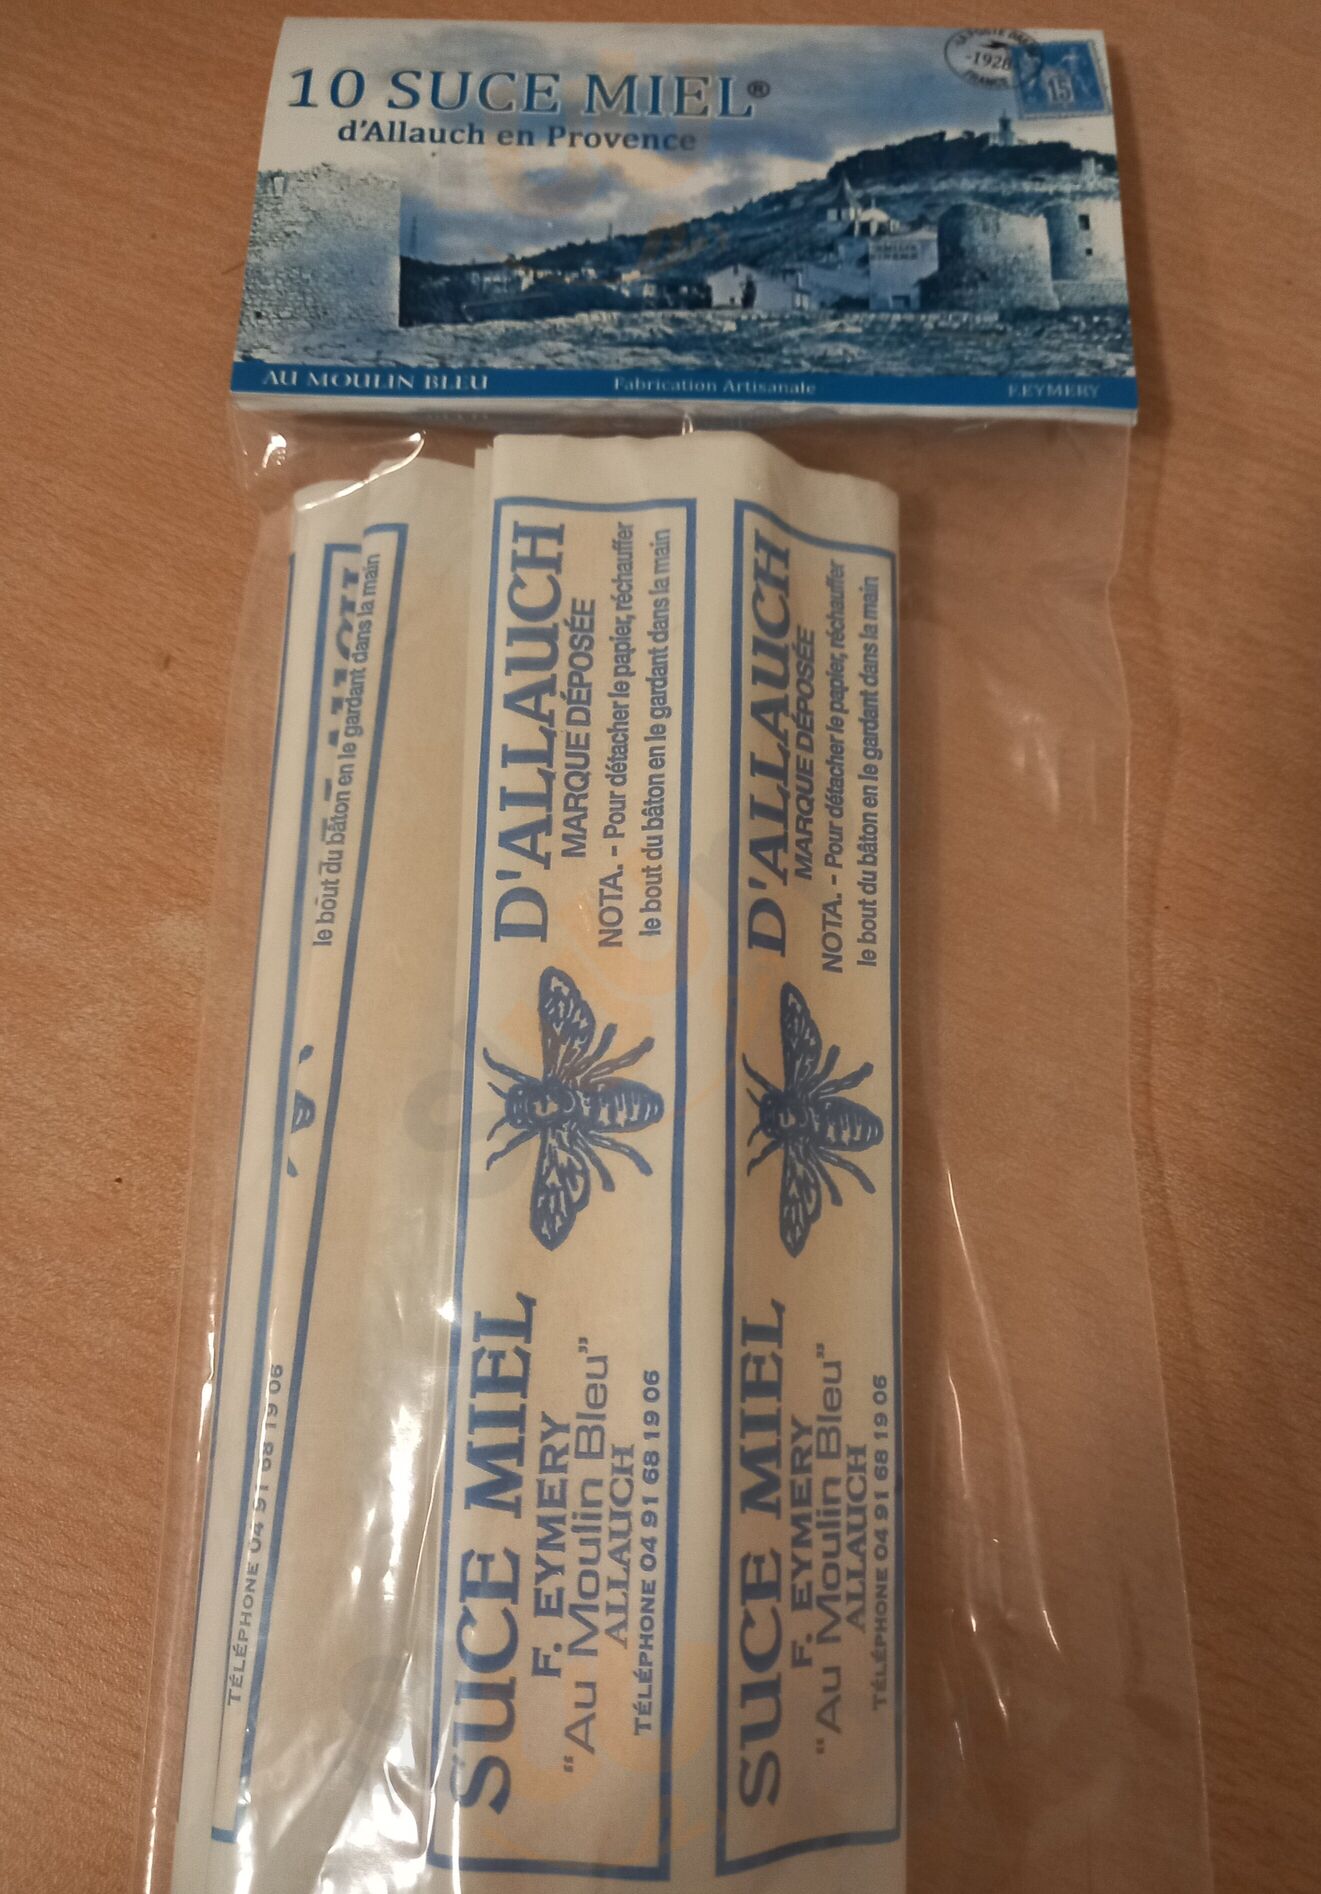 10 SUCE MIEL®
d'Allauch en Provence
-1928-
FRANCE
15
AU MOULIN BLEU
Fabrication Artisanale
F.EYMERY
le bout du bâton en le gardant dans la main
TÉLÉPHONE 04 91 68 19 06
SUCE MIEL
F. EYMERY
“Au Moulin Bleu”
ALLAUCH
TÉLÉPHONE 04 91 68 19 06
D'ALLAUCH
MARQUE DÉPOSÉE
NOTA. - Pour détacher le papier, réchauffer
le bout du bâton en le gardant dans la main
SUCE MIEL
F. EYMERY
“Au Moulin Bleu”
ALLAUCH
TÉLÉPHONE 04 91 68 19 06
D'ALLAUCH
MARQUE DÉPOSÉE
NOTA. - Pour détacher le papier, réchauffer
le bout du bâton en le gardant dans la main